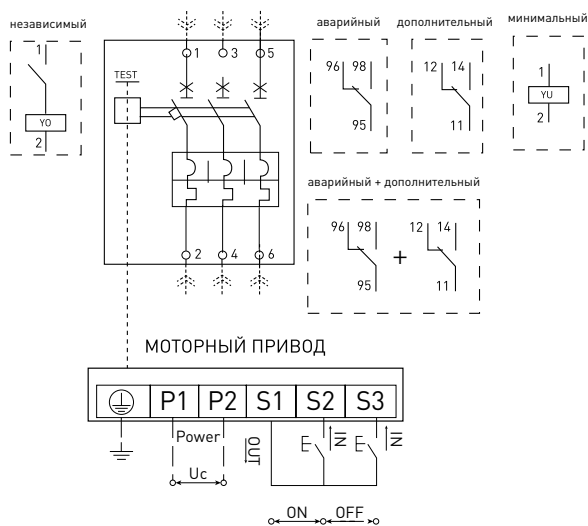 независимый
аварийный
дополнительный
минимальный
1
YO
2
1
3
5
TEST
2
4
6
96 98
95
12 14
11
1
YU
2
аварийный + дополнительный
96 98
95
+
12 14
11
МОТОРНЫЙ ПРИВОД
P1 P2 S1 S2 S3
Power
Uc
OUT
IN
IN
ON OFF